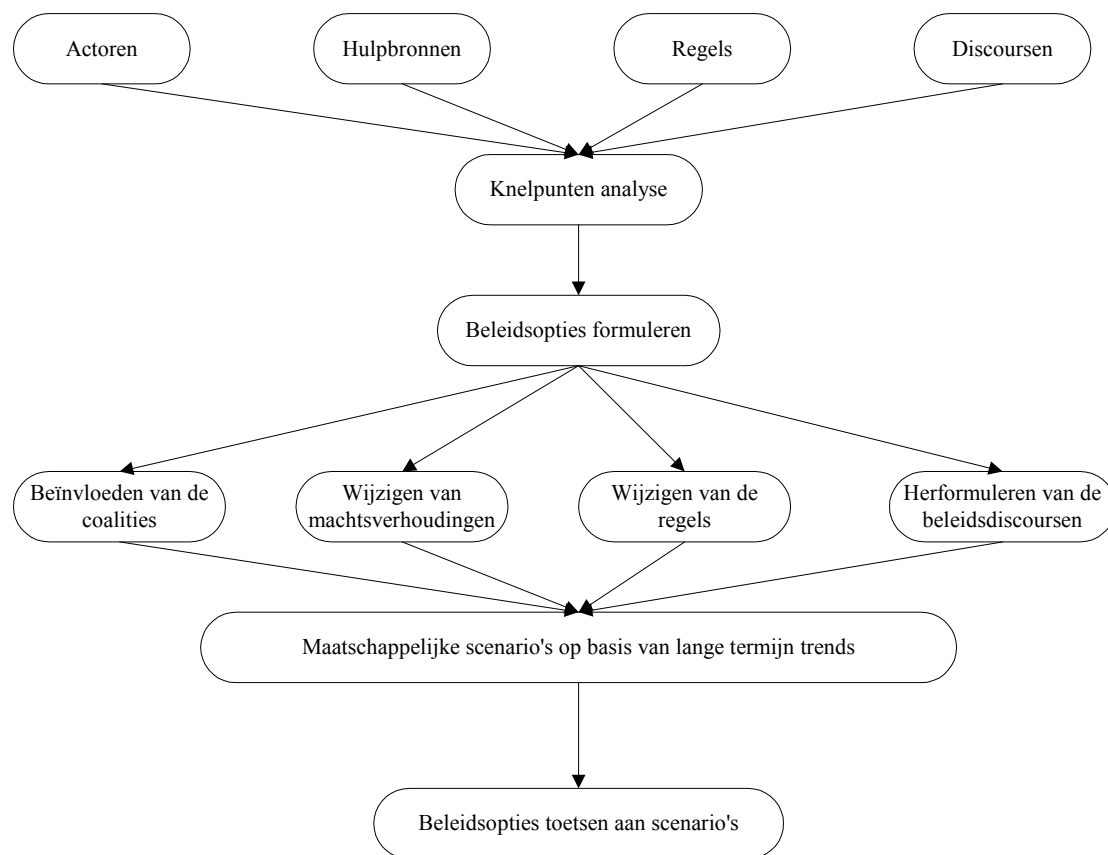 Actoren
Hulpbronnen
Regels
Discoursen
Knelpunten analyse
Beleidsopties formuleren
Beïnvloeden van de
coalities
Wijzigen van
machtsverhoudingen
Wijzigen van de
regels
Herformuleren van de
beleidsdiscoursen
Maatschappelijke scenario's op basis van lange termijn trends
Beleidsopties toetsen aan scenario's